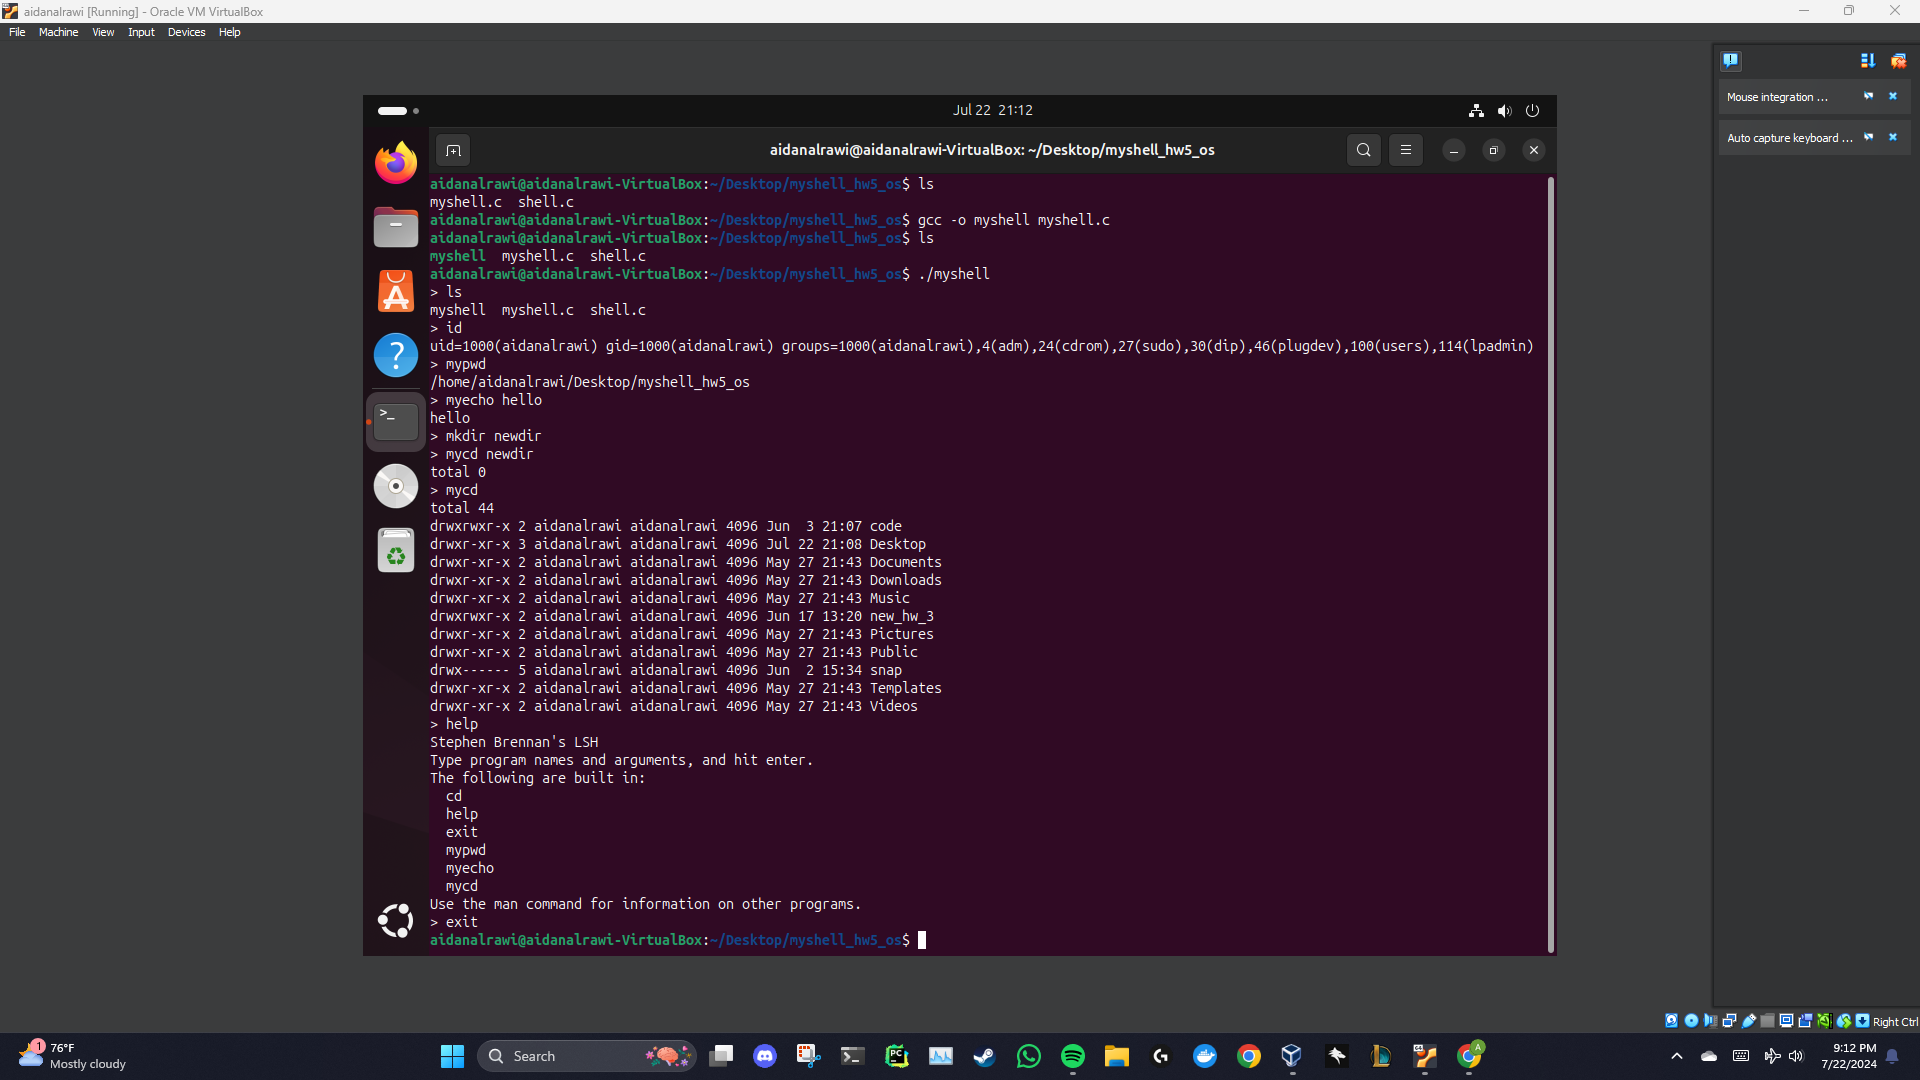 aidanalrawi [Running] - Oracle VM VirtualBox
File Machine View Input Devices Help
Mouse integration ...
Auto capture keyboard ...
Jul 22 21:12
aidanalrawi@aidanalrawi-VirtualBox: ~/Desktop/myshell_hw5_os
aidanalrawi@aidanalrawi-VirtualBox:~/Desktop/myshell_hw5_os$ ls
myshell.c  shell.c
aidanalrawi@aidanalrawi-VirtualBox:~/Desktop/myshell_hw5_os$ gcc -o myshell myshell.c
aidanalrawi@aidanalrawi-VirtualBox:~/Desktop/myshell_hw5_os$ ls
myshell  myshell.c  shell.c
aidanalrawi@aidanalrawi-VirtualBox:~/Desktop/myshell_hw5_os$ ./myshell
> ls
myshell  myshell.c  shell.c
> id
uid=1000(aidanalrawi) gid=1000(aidanalrawi) groups=1000(aidanalrawi),4(adm),24(cdrom),27(sudo),30(dip),46(plugdev),100(users),114(lpadmin)
> mypwd
/home/aidanalrawi/Desktop/myshell_hw5_os
> myecho hello
hello
> mkdir newdir
> mycd newdir
total 0
> mycd
total 44
drwxrwxr-x 2 aidanalrawi aidanalrawi 4096 Jun  3 21:07 code
drwxr-xr-x 3 aidanalrawi aidanalrawi 4096 Jul 22 21:08 Desktop
drwxr-xr-x 2 aidanalrawi aidanalrawi 4096 May 27 21:43 Documents
drwxr-xr-x 2 aidanalrawi aidanalrawi 4096 May 27 21:43 Downloads
drwxr-xr-x 2 aidanalrawi aidanalrawi 4096 May 27 21:43 Music
drwxrwxr-x 2 aidanalrawi aidanalrawi 4096 Jun 17 13:20 new_hw_3
drwxr-xr-x 2 aidanalrawi aidanalrawi 4096 May 27 21:43 Pictures
drwxr-xr-x 2 aidanalrawi aidanalrawi 4096 May 27 21:43 Public
drwx------ 5 aidanalrawi aidanalrawi 4096 Jun  2 15:34 snap
drwxr-xr-x 2 aidanalrawi aidanalrawi 4096 May 27 21:43 Templates
drwxr-xr-x 2 aidanalrawi aidanalrawi 4096 May 27 21:43 Videos
> help
Stephen Brennan's LSH
Type program names and arguments, and hit enter.
The following are built in:
  cd
  help
  exit
  mypwd
  myecho
  mycd
Use the man command for information on other programs.
> exit
aidanalrawi@aidanalrawi-VirtualBox:~/Desktop/myshell_hw5_os$
Right Ctrl
1
76°F
Mostly cloudy
Search
PC
A
9:12 PM
7/22/2024